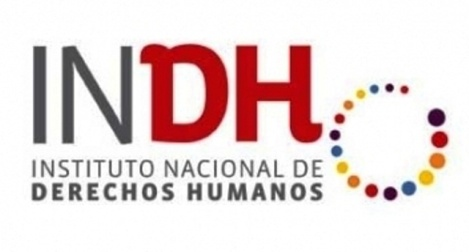 INDH
INSTITUTO NACIONAL DE
DERECHOS HUMANOS